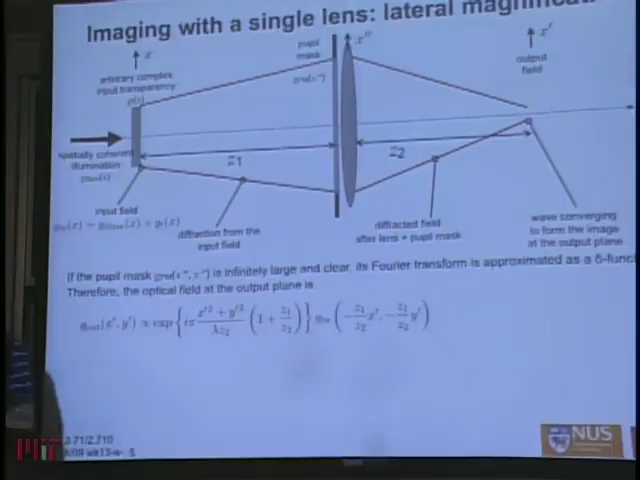 Imaging with a single lens: lateral magnificati
x
x''
x'
pupil
mask
arbitrary complex
input transparency
output
field
spatially coherent
illumination
z₁
z₂
input field
diffraction from the
input field
diffracted field
after lens + pupil mask
wave converging
to form the image
at the output plane
If the pupil mask is infinitely large and clear, its Fourier transform is approximated as a δ-func
Therefore, the optical field at the output plane is
MIT
NUS